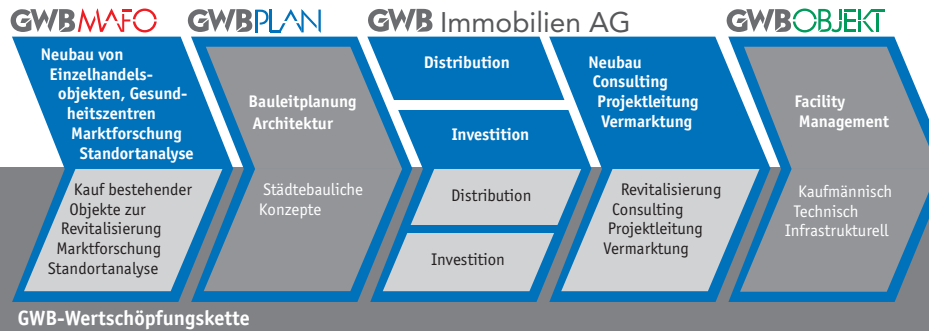 GWBMAFO
GWBPLAN
GWB Immobilien AG
GWBOBJEKT
Neubau von
Einzelhandels-
objekten, Gesund-
heitszentren
Marktforschung
Standortanalyse
Kauf bestehender
Objekte zur
Revitalisierung
Marktforschung
Standortanalyse
Bauleitplanung
Architektur
Städtebauliche
Konzepte
Distribution
Investition
Distribution
Investition
Neubau
Consulting
Projektleitung
Vermarktung
Revitalisierung
Consulting
Projektleitung
Vermarktung
Facility
Management
Kaufmännisch
Technisch
Infrastrukturell
GWB-Wertschöpfungskette